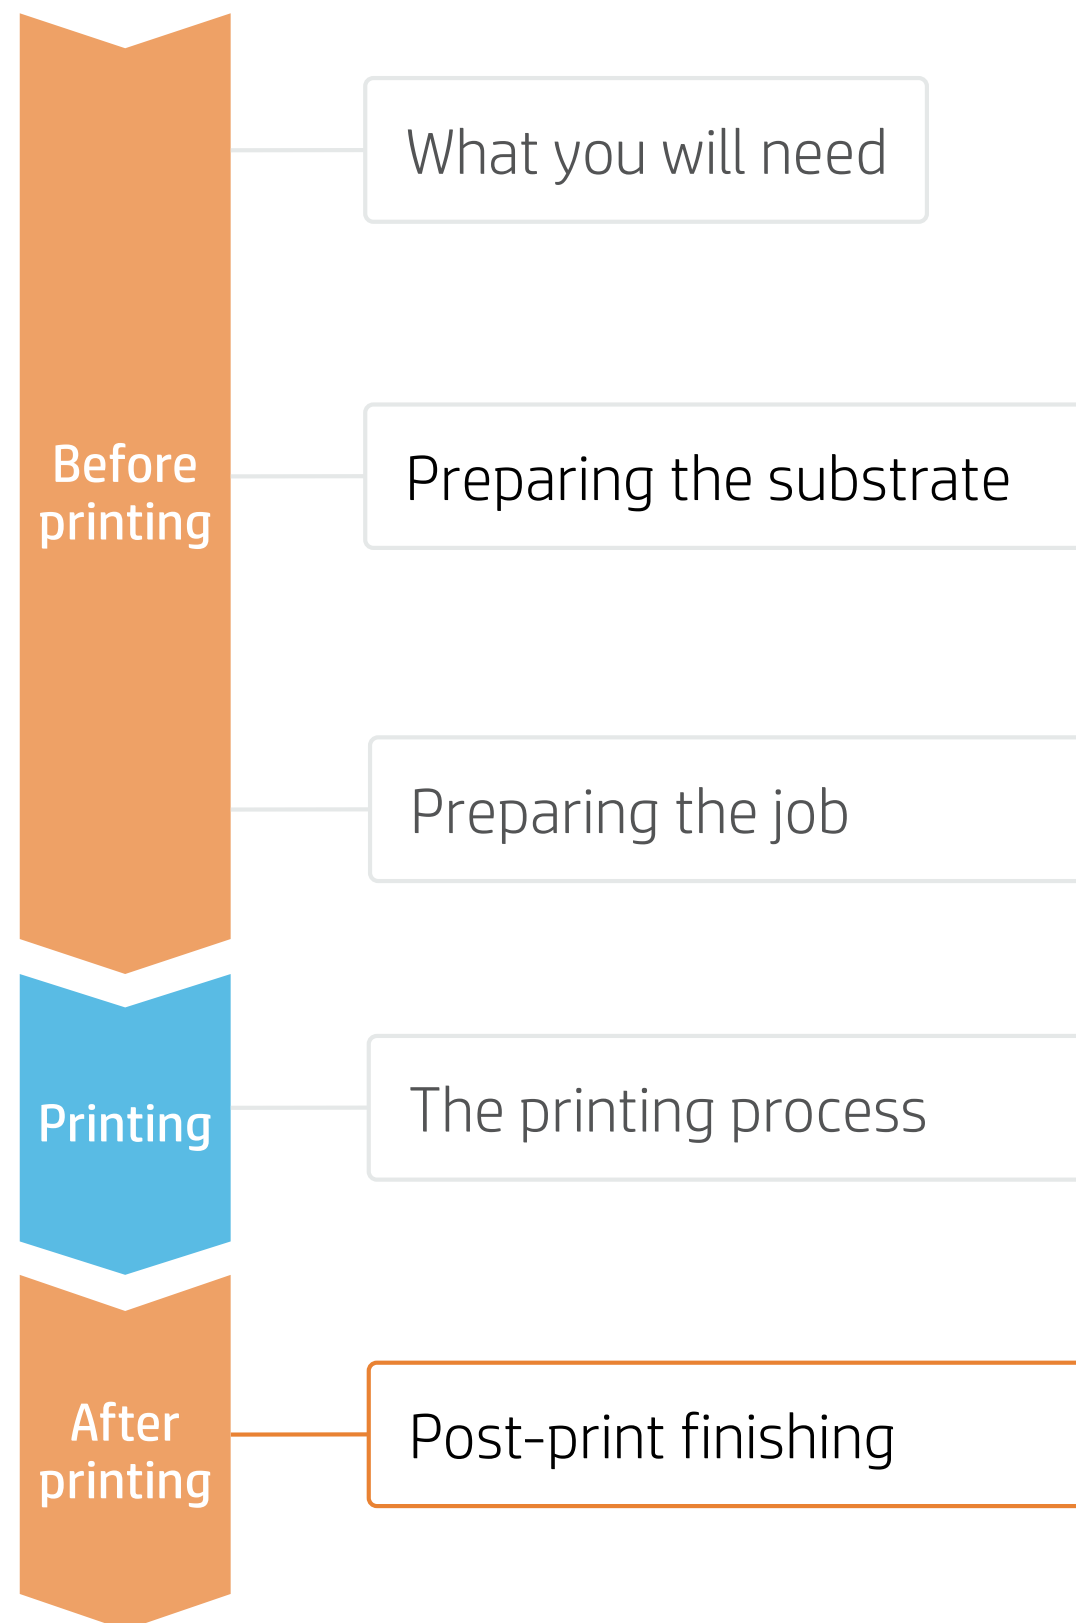 What you will need
Before
printing
Preparing the substrate
Preparing the job
Printing
The printing process
After
printing
Post-print finishing